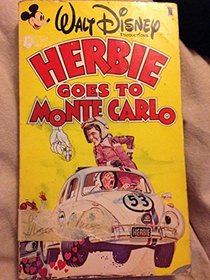 WALT DISNEY
PRODUCTIONS
HERBIE
GOES TO
MONTE CARLO
53
HERBIE